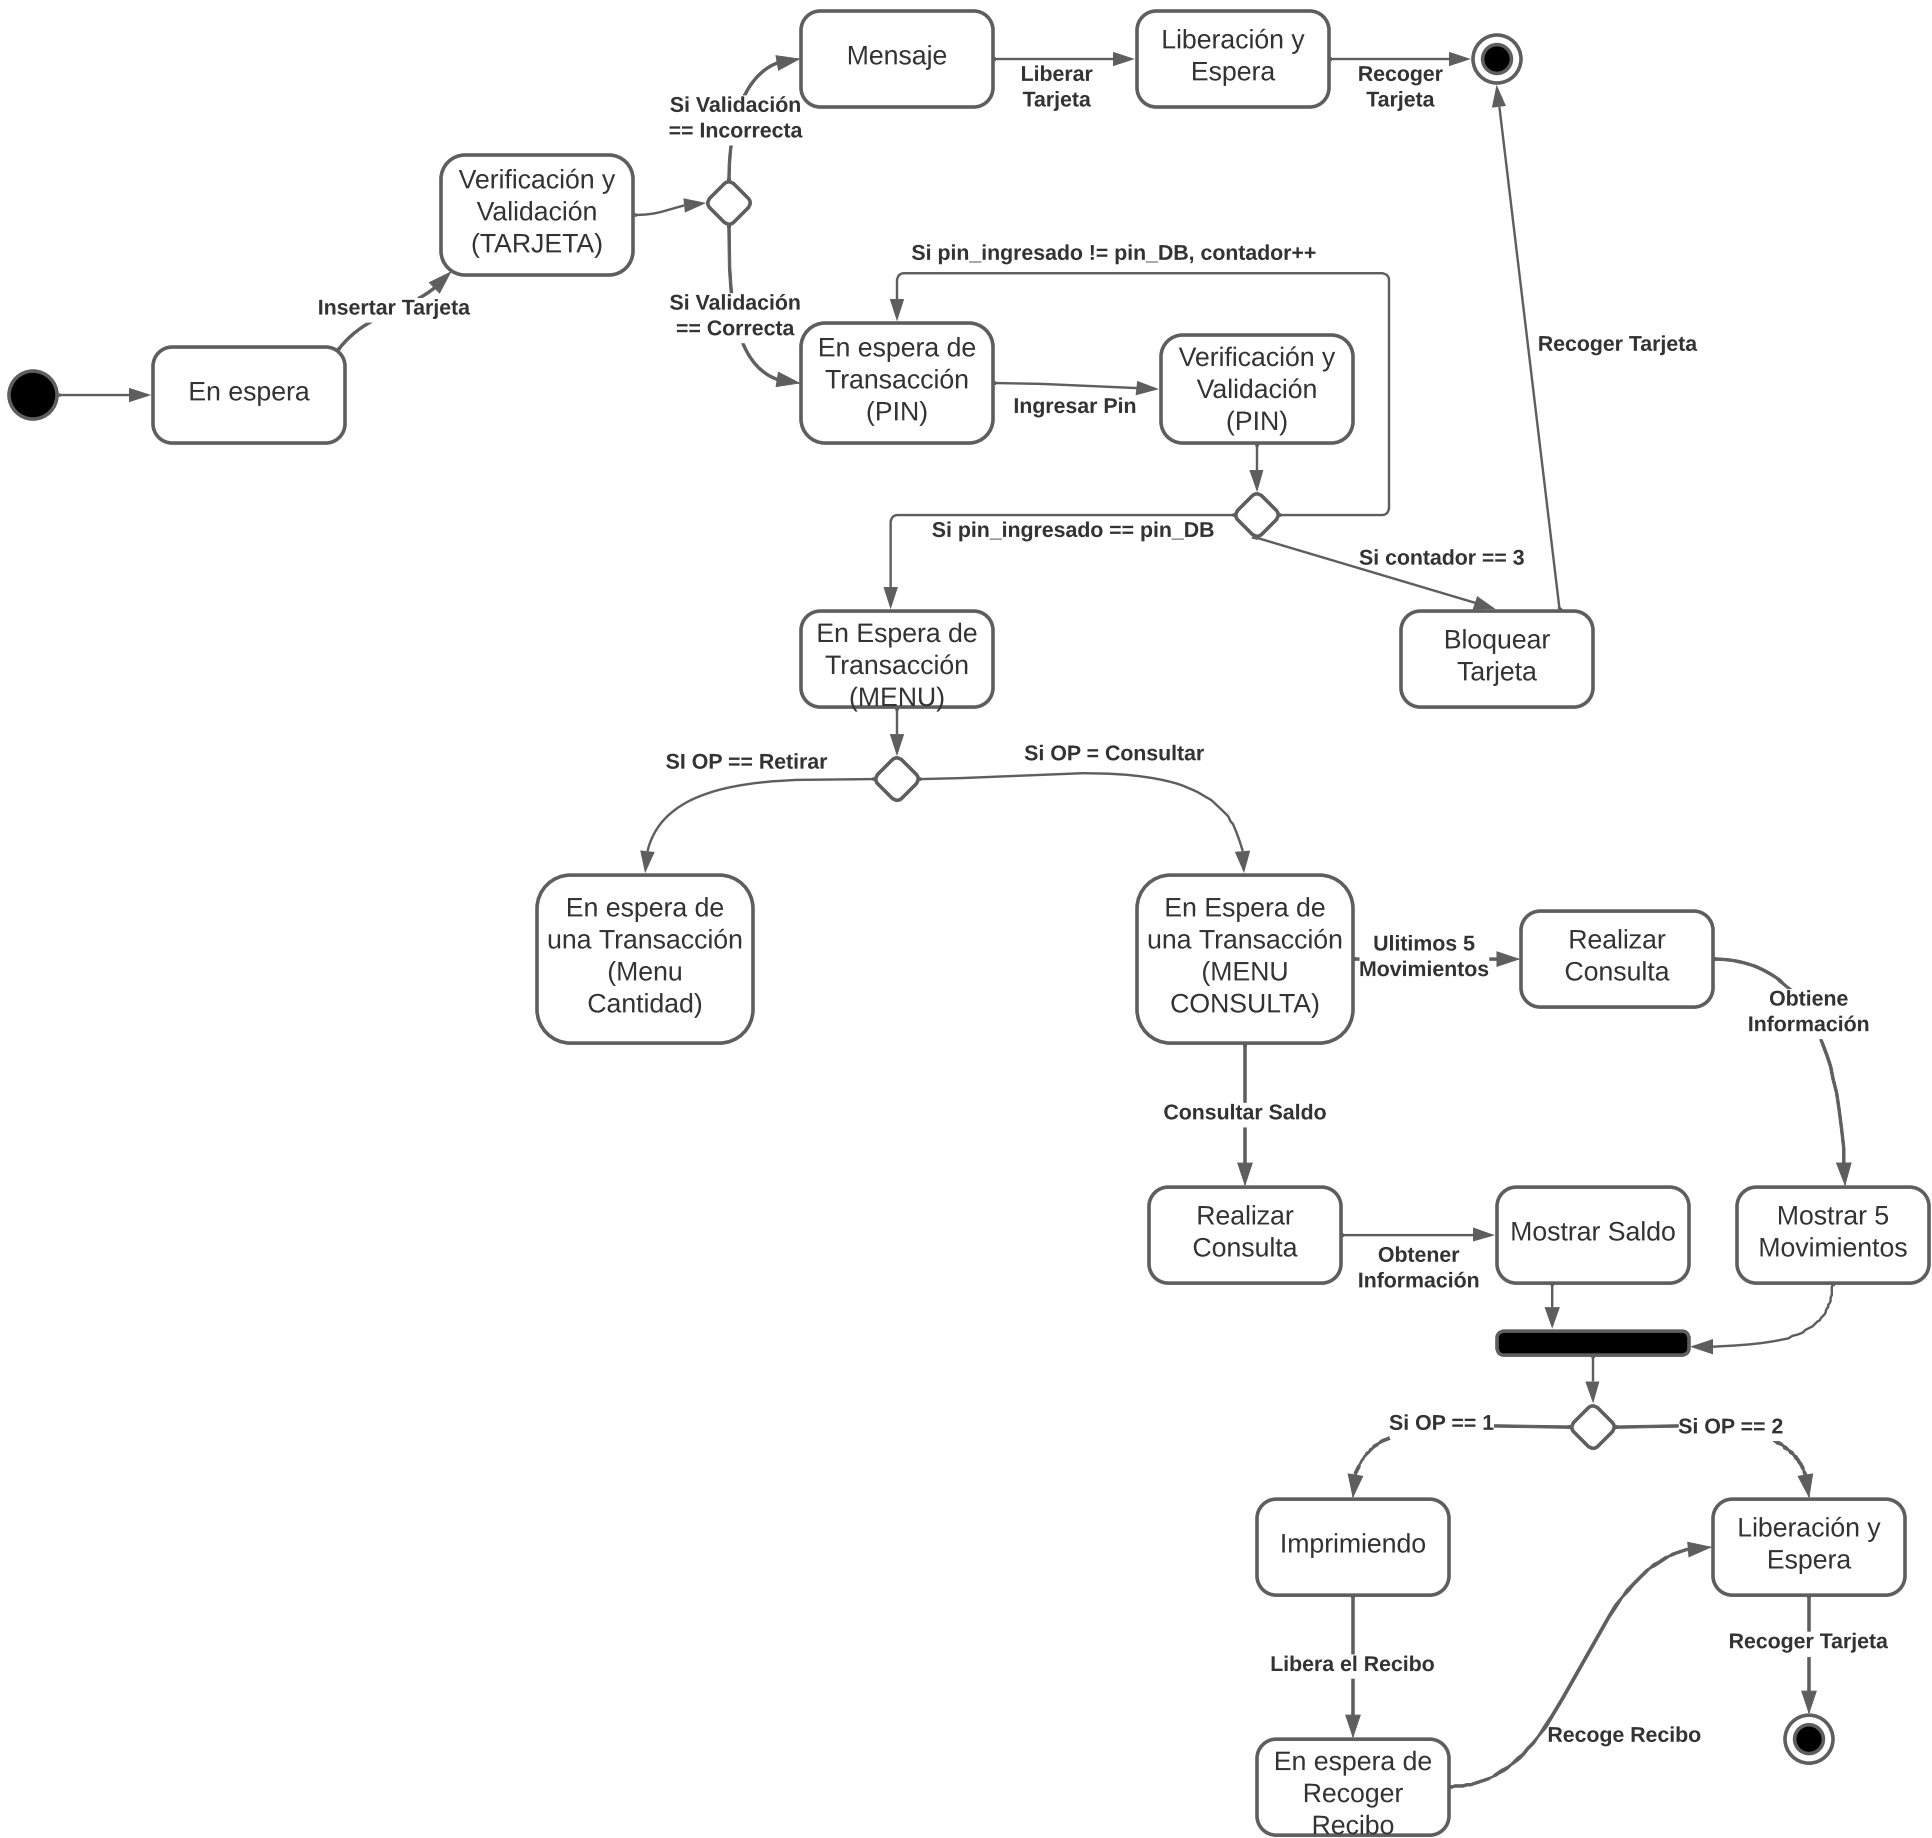 Mensaje
Liberar
Tarjeta
Liberación y
Espera
Recoger
Tarjeta
Si Validación
== Incorrecta
Verificación y
Validación
(TARJETA)
Insertar Tarjeta
En espera
Si Validación
== Correcta
Si pin_ingresado != pin_DB, contador++
En espera de
Transacción
(PIN)
Ingresar Pin
Verificación y
Validación
(PIN)
Recoger Tarjeta
Si pin_ingresado == pin_DB
Si contador == 3
En Espera de
Transacción
(MENU)
Bloquear
Tarjeta
SI OP == Retirar
Si OP = Consultar
En espera de
una Transacción
(Menu
Cantidad)
En Espera de
una Transacción
(MENU
CONSULTA)
Ulitimos 5
Movimientos
Realizar
Consulta
Obtiene
Información
Consultar Saldo
Realizar
Consulta
Obtener
Información
Mostrar Saldo
Mostrar 5
Movimientos
Si OP == 1
Si OP == 2
Imprimiendo
Liberación y
Espera
Libera el Recibo
Recoger Tarjeta
Recoge Recibo
En espera de
Recoger
Recibo